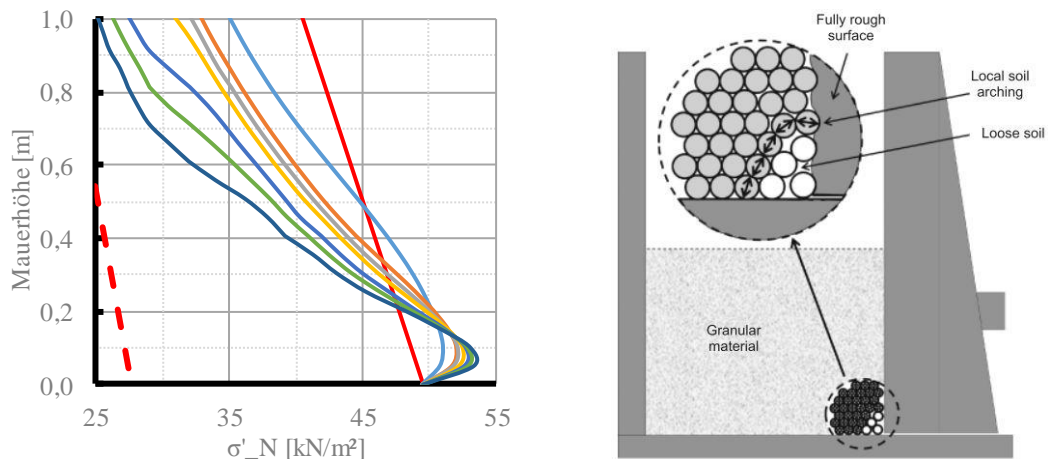 1,0
0,8
0,6
0,4
0,2
0,0
Mauerhöhe [m]
25
35
45
55
σ'_N [kN/m²]
Fully rough
surface
Local soil
arching
Loose soil
Granular
material